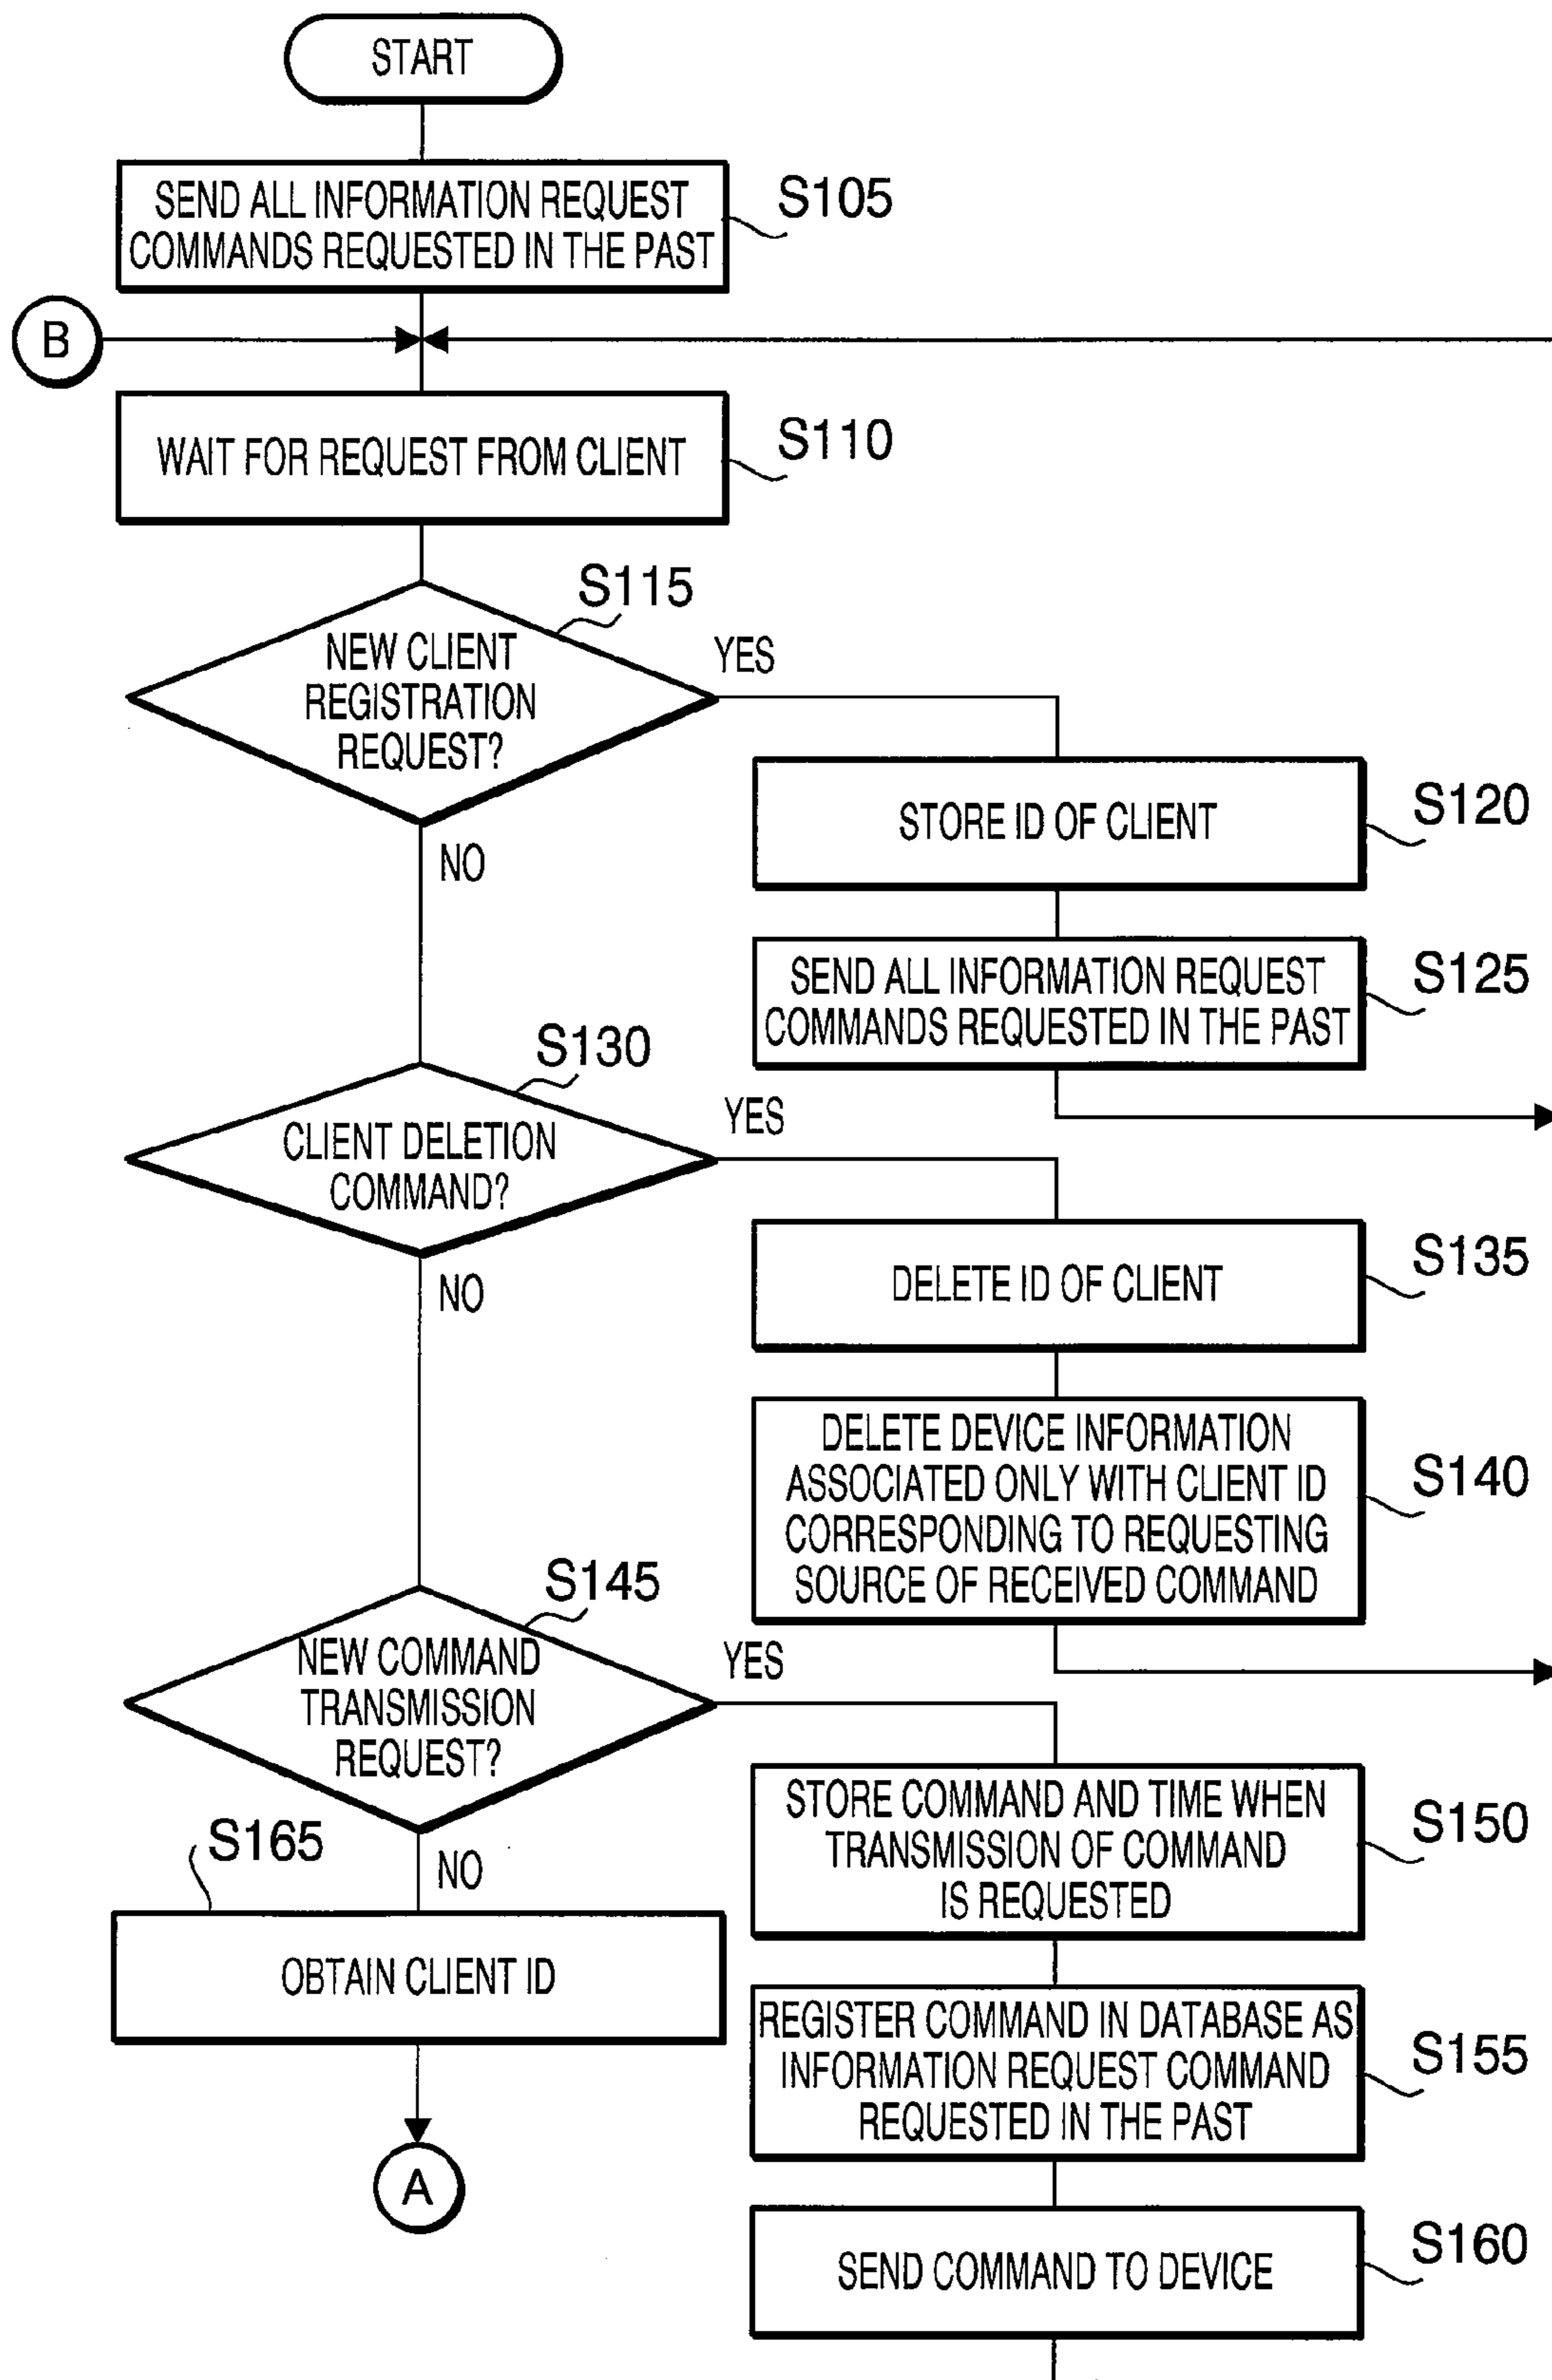 START
SEND ALL INFORMATION REQUEST
COMMANDS REQUESTED IN THE PAST
S105
B
WAIT FOR REQUEST FROM CLIENT
S110
S115
NEW CLIENT
REGISTRATION
REQUEST?
YES
NO
STORE ID OF CLIENT
S120
SEND ALL INFORMATION REQUEST
COMMANDS REQUESTED IN THE PAST
S125
S130
CLIENT DELETION
COMMAND?
YES
NO
DELETE ID OF CLIENT
S135
DELETE DEVICE INFORMATION
ASSOCIATED ONLY WITH CLIENT ID
CORRESPONDING TO REQUESTING
SOURCE OF RECEIVED COMMAND
S140
S145
NEW COMMAND
TRANSMISSION
REQUEST?
YES
NO
STORE COMMAND AND TIME WHEN
TRANSMISSION OF COMMAND
IS REQUESTED
S150
S165
OBTAIN CLIENT ID
REGISTER COMMAND IN DATABASE AS
INFORMATION REQUEST COMMAND
REQUESTED IN THE PAST
S155
A
SEND COMMAND TO DEVICE
S160